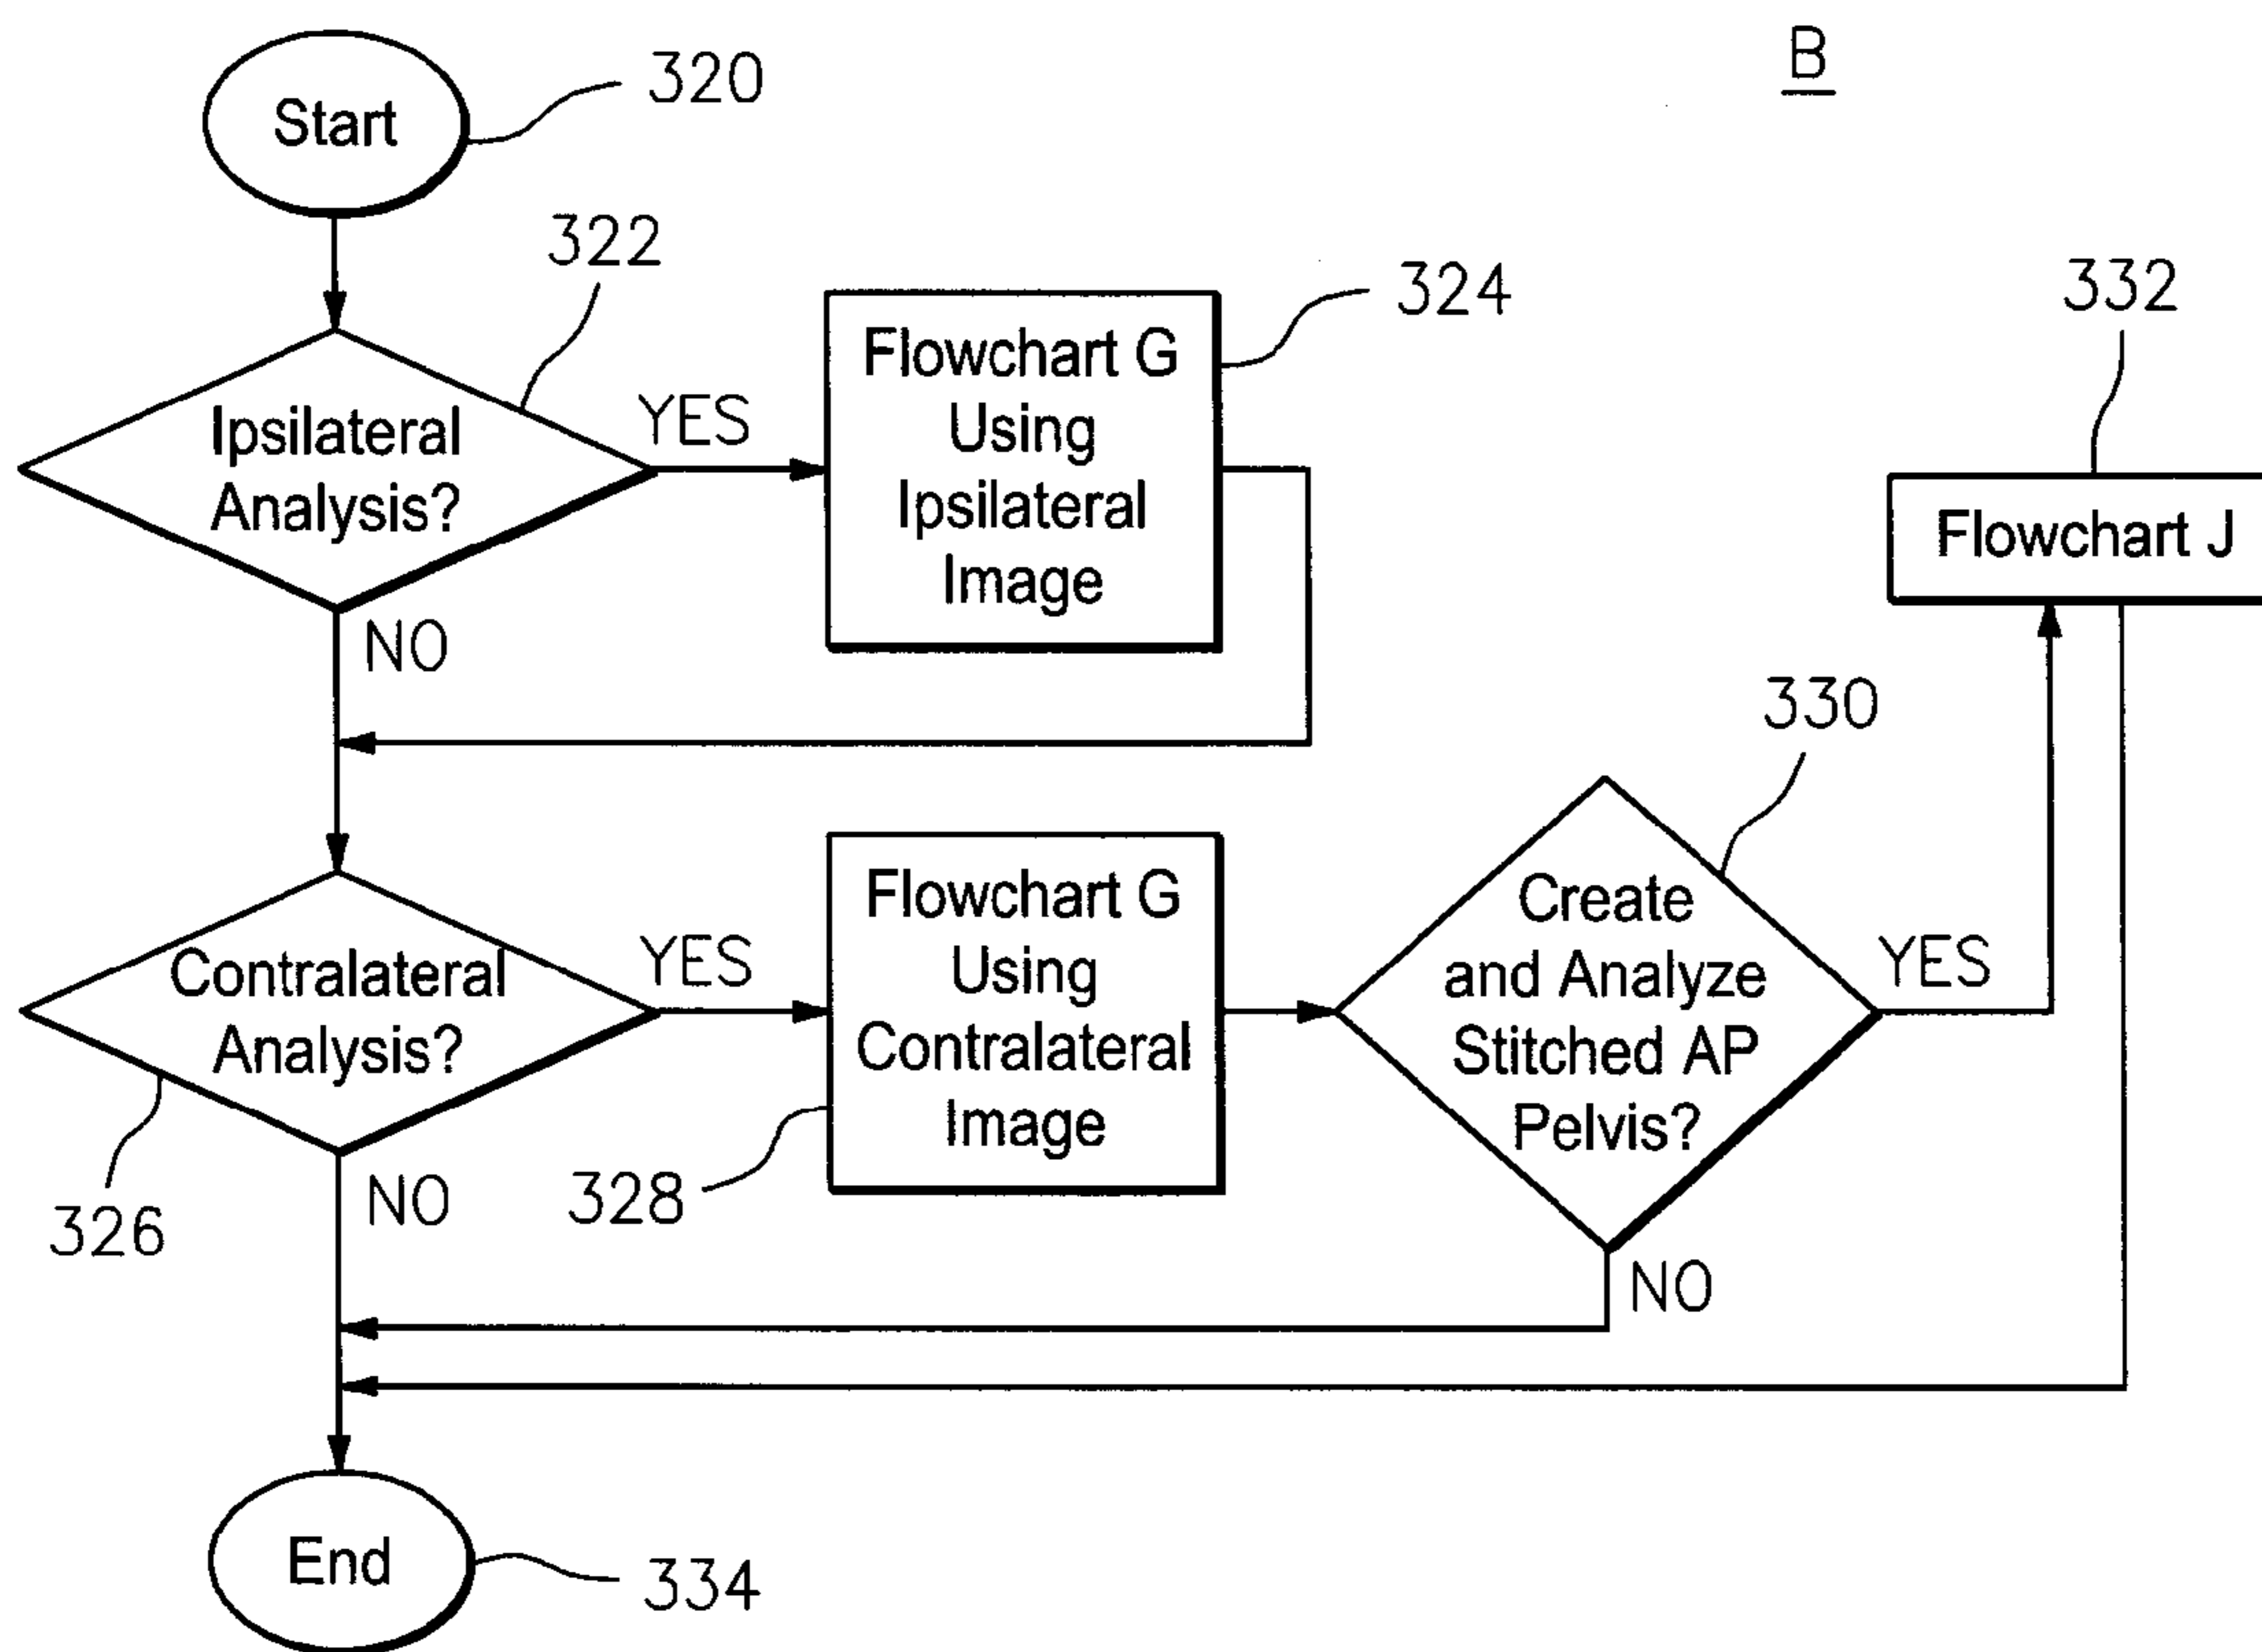 B
Start
320
322
Ipsilateral
Analysis?
YES
NO
Flowchart G
Using
Ipsilateral
Image
324
332
Flowchart J
Contralateral
Analysis?
326
YES
NO
Flowchart G
Using
Contralateral
Image
328
330
Create
and Analyze
Stitched AP
Pelvis?
YES
NO
End
334